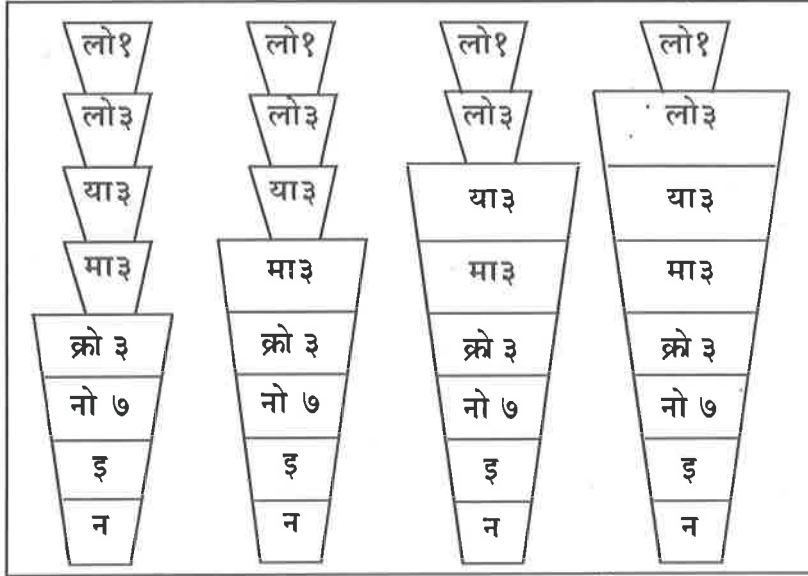 लो१ लो१ लो१ लो१
लो३ लो३ लो३ लो३
या३ या३ या३ या३
मा३ मा३ मा३ मा३
क्रो ३ क्रो ३ क्रो ३ क्रो ३
नो ७ नो ७ नो ७ नो ७
इ इ इ इ
न न न न